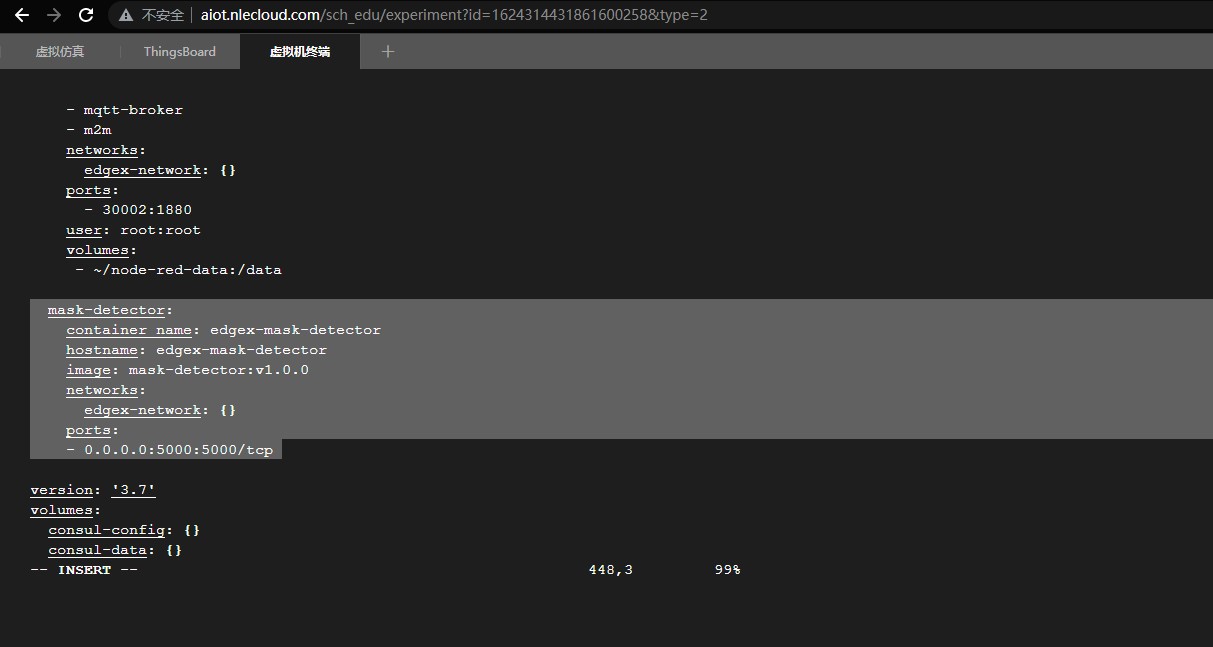 不安全 aiot.nlecloud.com/sch_edu/experiment?id=1624314431861600258&type=2
虚拟仿真 ThingsBoard 虚拟机终端
- mqtt-broker
- m2m
networks:
edgex-network: {}
ports:
- 30002:1880
user: root:root
volumes:
- ~/node-red-data:/data
mask-detector:
container_name: edgex-mask-detector
hostname: edgex-mask-detector
image: mask-detector:v1.0.0
networks:
edgex-network: {}
ports:
- 0.0.0.0:5000:5000/tcp
version: '3.7'
volumes:
consul-config: {}
consul-data: {}
-- INSERT -- 448,3 99%